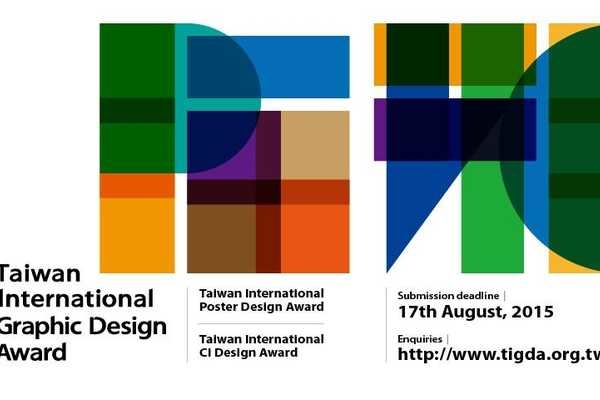 Taiwan
International
Graphic Design
Award
Taiwan International
Poster Design Award
Taiwan International
CI Design Award
Submission deadline |
17th August, 2015
Enquiries |
http://www.tigda.org.tw